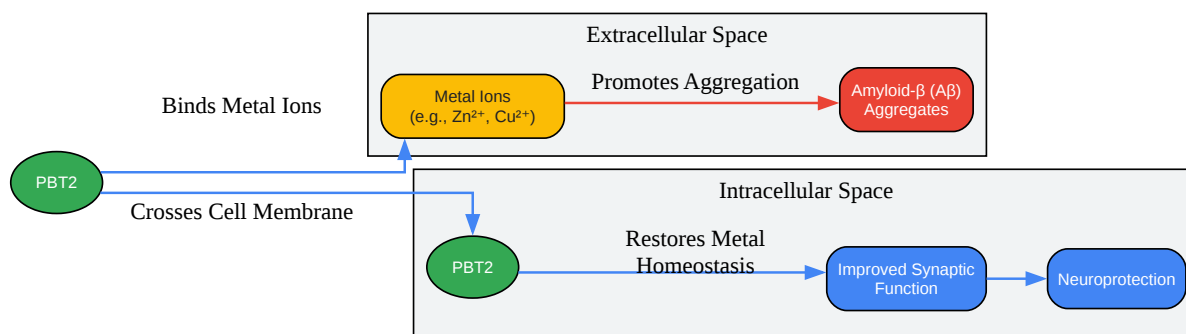 Extracellular Space
Promotes Aggregation
Metal Ions
(e.g., Zn²⁺, Cu²⁺)
Amyloid-β (Aβ)
Aggregates
Binds Metal Ions
PBT2
Crosses Cell Membrane
Intracellular Space
PBT2
Restores Metal
Homeostasis
Improved Synaptic
Function
Neuroprotection